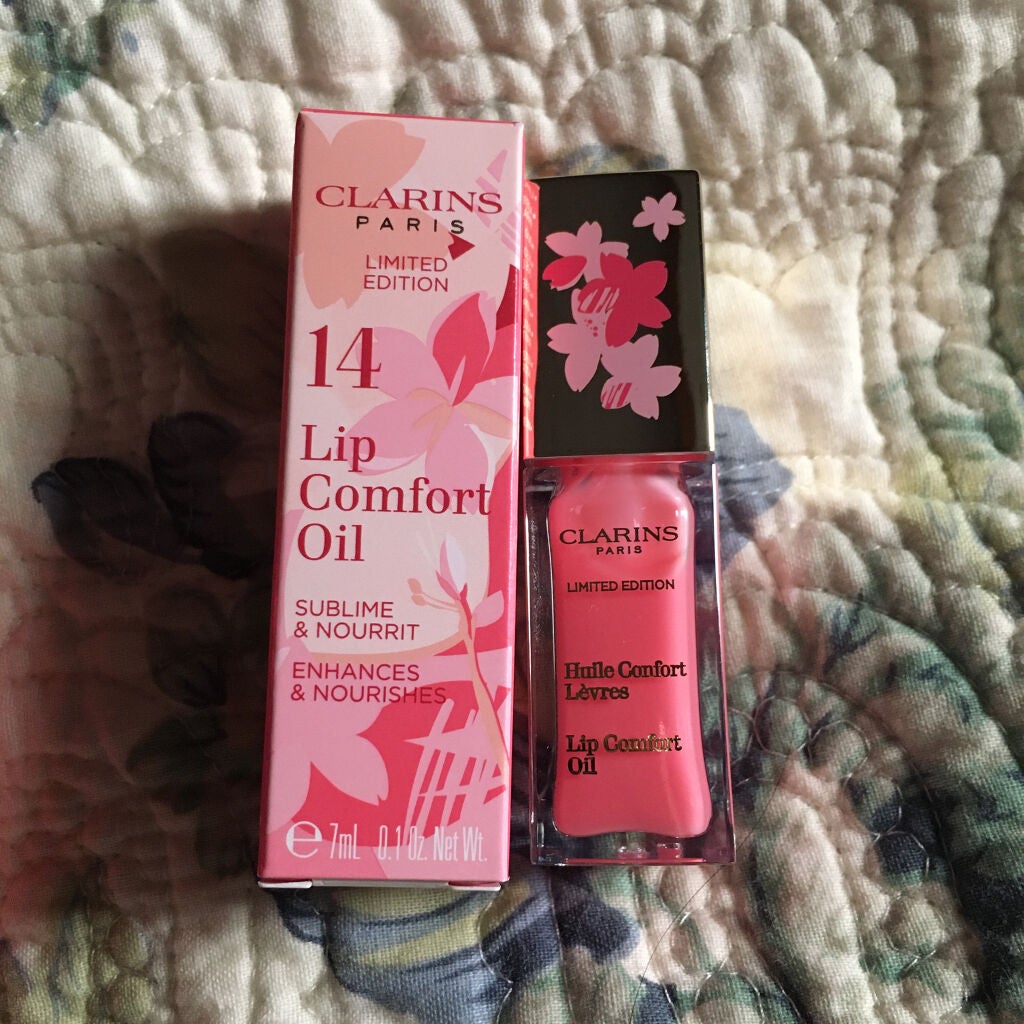 CLARINS
PARIS
LIMITED
EDITION
14
Lip
Comfort
Oil
SUBLIME
& NOURRIT
ENHANCES
& NOURISHES
e 7mL 0.1 Oz. Net Wt.
CLARINS
PARIS
LIMITED EDITION
Huile Confort
Lèvres
Lip Comfort
Oil